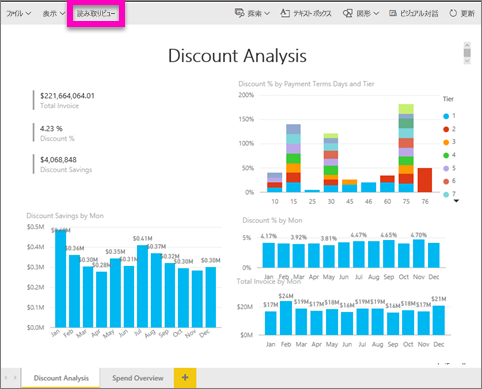 ファイル 表示 読み取りビュー 探索 テキスト ボックス 図形 ビジュアル対話 更新
Discount Analysis
$221,664,064.01
Total Invoice
4.23 %
Discount %
$4,068,848
Discount Savings
Discount % by Payment Terms Days and Tier
200%
150%
100%
50%
0%
10 15 25 30 45 46 60 75 76
Tier
1
2
3
4
5
6
7
Discount Savings by Mon
$0.5M
$0.4M
$0.3M
$0.2M
$0.1M
$0.0M
$0.36M $0.30M $0.28M $0.35M $0.31M $0.41M $0.37M $0.32M $0.30M $0.30M
Jan Feb Mar Apr May Jun July Aug Sep Oct Nov Dec
Discount % by Mon
5%
0%
4.17% 3.92% 3.81% 4.47% 4.65% 4.70%
Jan Feb Mar Apr May Jun July Aug Sep Oct Nov Dec
Total Invoice by Mon
$20M
$0M
$17M $24M $19M $17M $18M $16M $19M $19M $16M $18M $17M $21M
Jan Feb Mar Apr May Jun July Aug Sep Oct Nov Dec
Discount Analysis Spend Overview